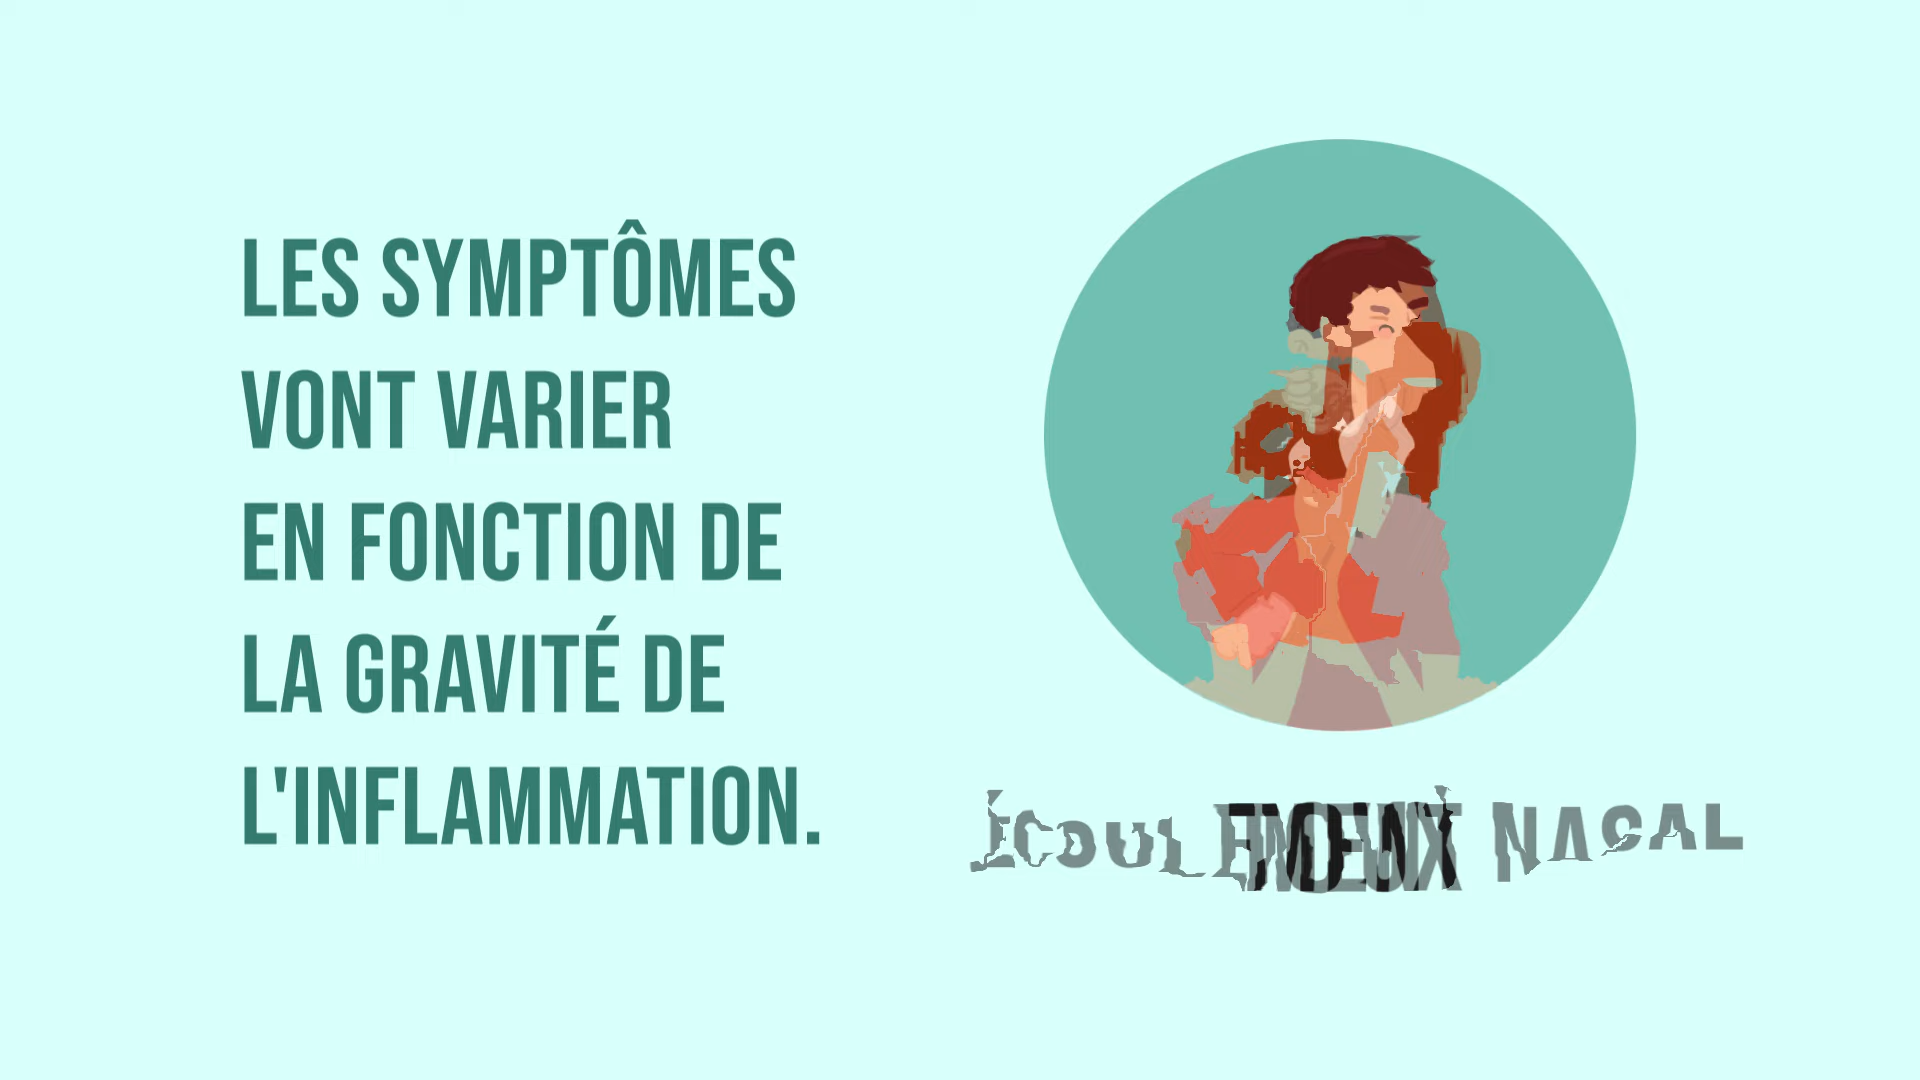 LES SYMPTÔMES
VONT VARIER
EN FONCTION DE
LA GRAVITÉ DE
L'INFLAMMATION.